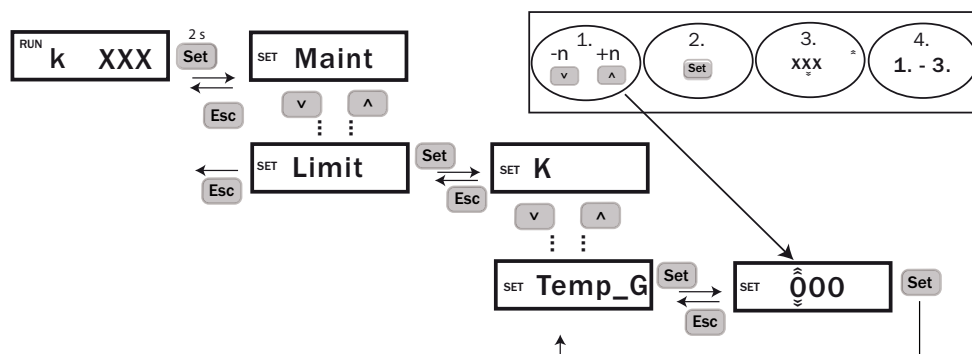 RUN k XXX
2 s
Set
Esc
SET Maint
v ʌ
SET Limit
Esc
Set
Esc
SET K
v ʌ
SET Temp_G
Set
Esc
SET 000
Set
1.
-n +n
v ʌ
2.
Set
3.
xxx
4.
1. - 3.